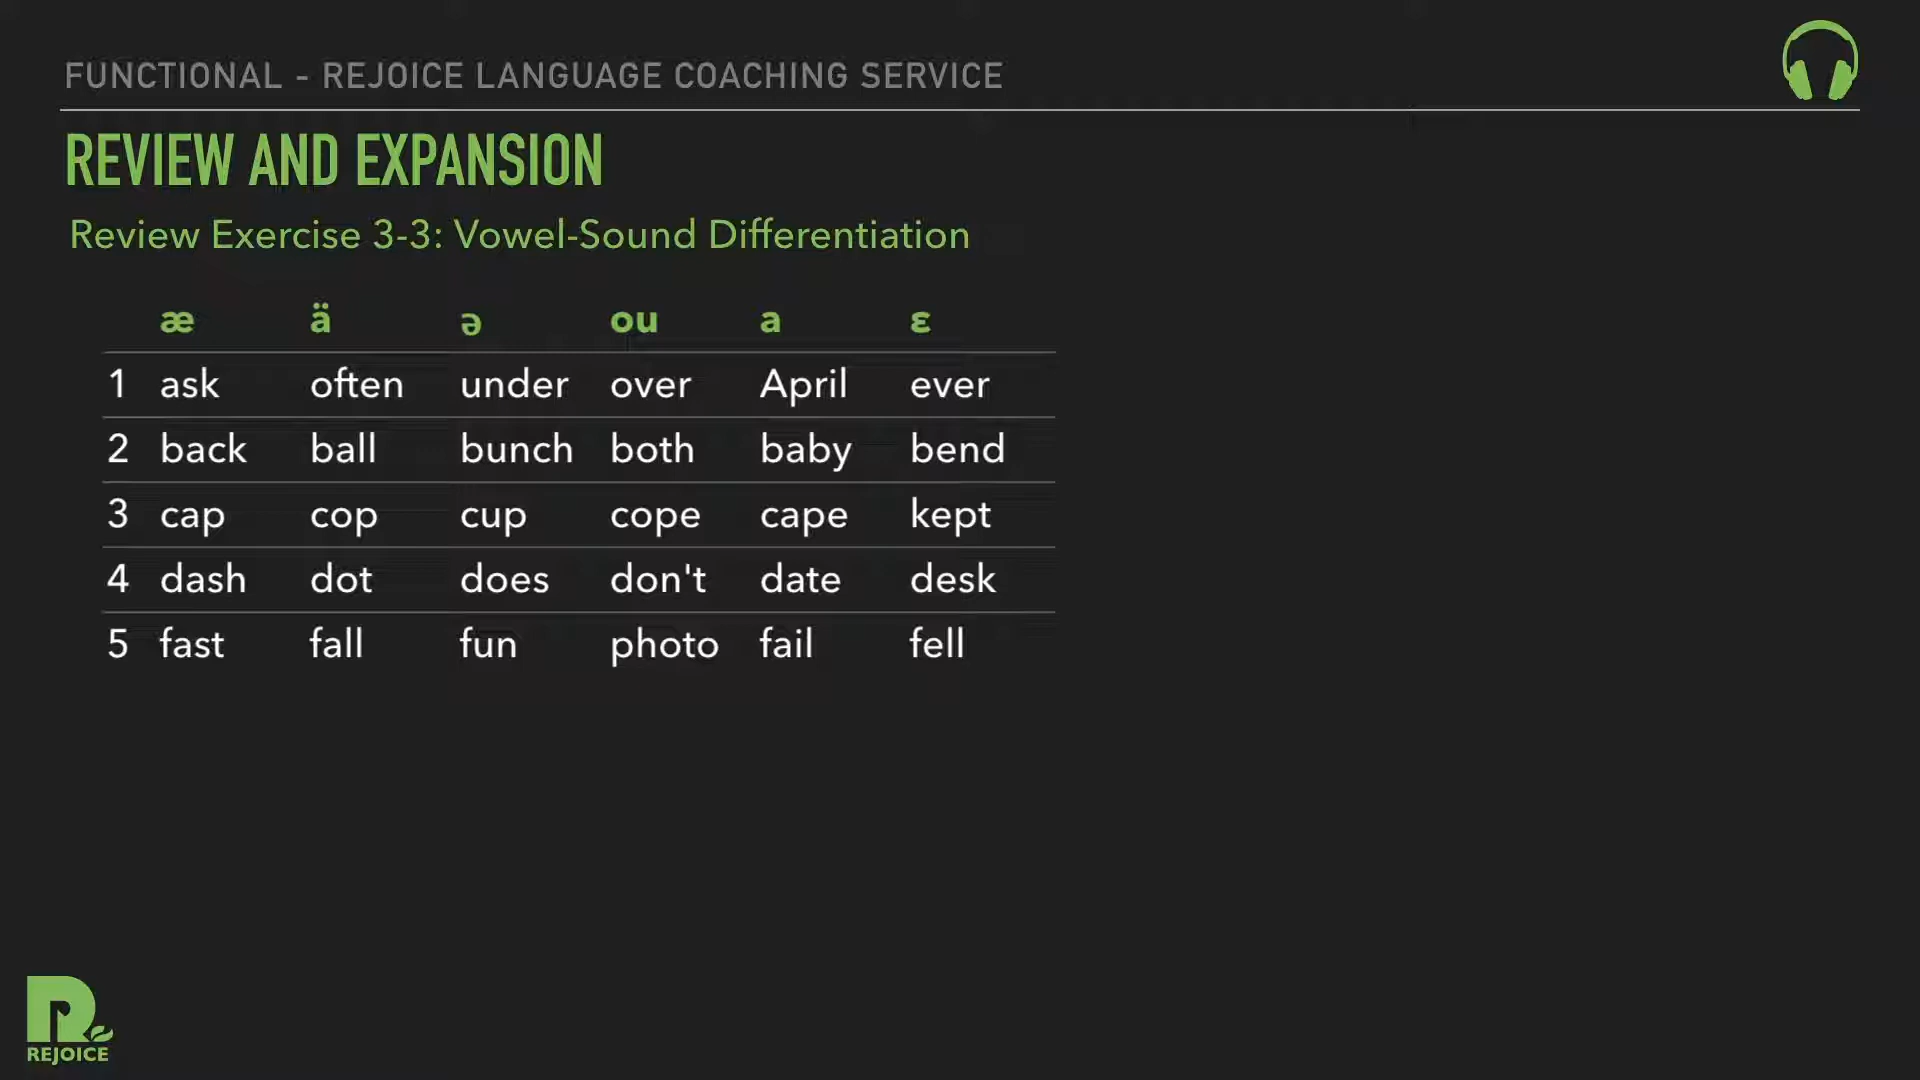 FUNCTIONAL - REJOICE LANGUAGE COACHING SERVICE
REVIEW AND EXPANSION
Review Exercise 3-3: Vowel-Sound Differentiation
æ ä ə ou a ɛ
1 ask often under over April ever
2 back ball bunch both baby bend
3 cap cop cup cope cape kept
4 dash dot does don't date desk
5 fast fall fun photo fail fell
REJOICE